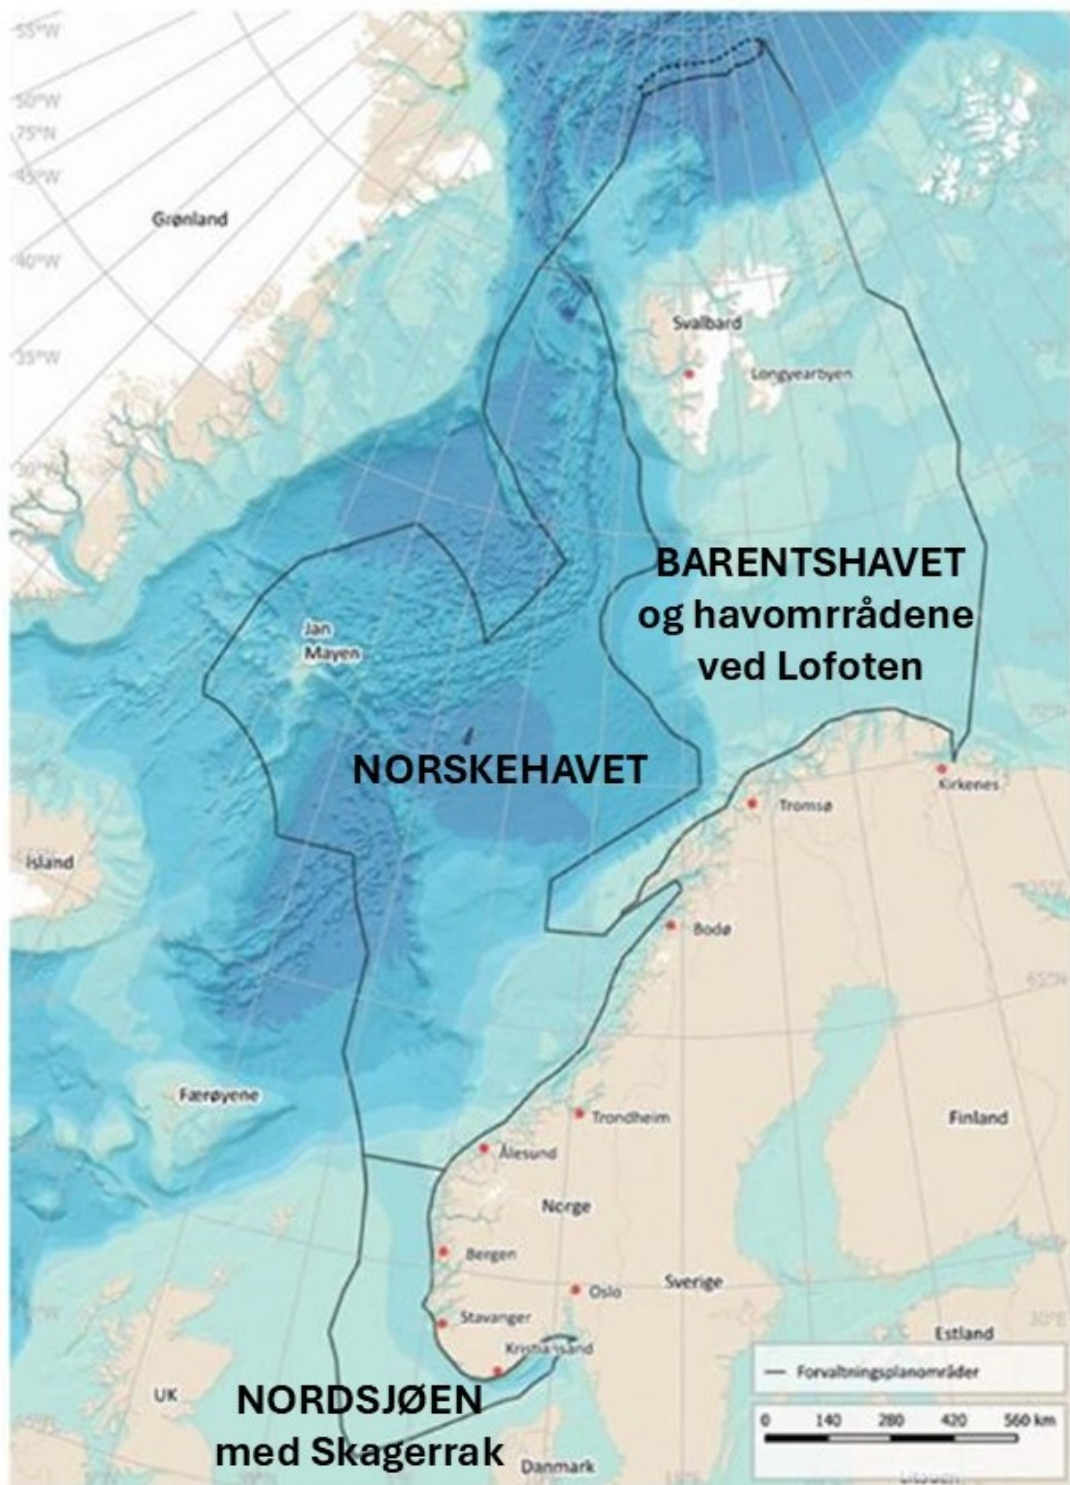 55°W
50°W
75°N
45°W
Grønland
40°W
Svalbard
Longyearbyen
35°W
30°W
BARENTSHAVET
og havomrrådene
ved Lofoten
Jan
Mayen
70°N
NORSKEHAVET
Kirkenes
Tromsø
Island
Bodø
65°N
Færøyene
Trondheim
Finland
Ålesund
Norge
Bergen
Sverige
Oslo
Stavanger
Estland
Kristiansand
Forvaltningsplanområder
UK
NORDSJØEN
med Skagerrak
0 140 280 420 560 km
Danmark